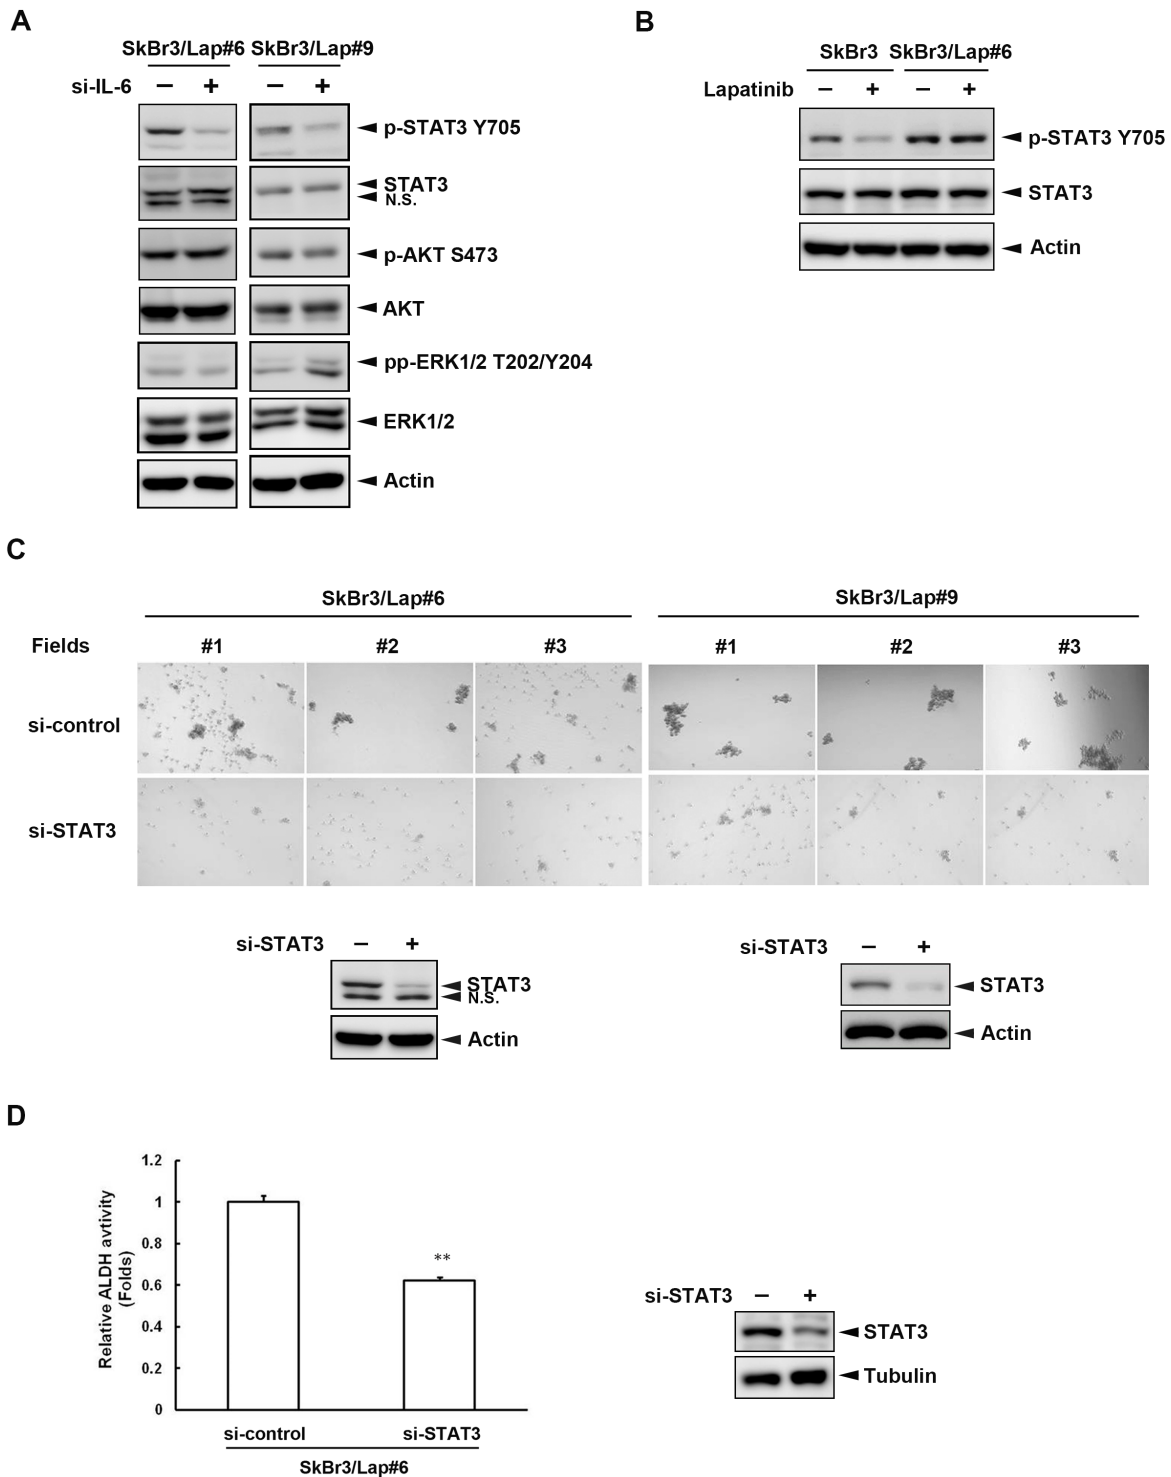 A
SkBr3/Lap#6 SkBr3/Lap#9
si-IL-6 − + − +
p-STAT3 Y705
STAT3
N.S.
p-AKT S473
AKT
pp-ERK1/2 T202/Y204
ERK1/2
Actin
B
SkBr3 SkBr3/Lap#6
Lapatinib − + − +
p-STAT3 Y705
STAT3
Actin
C
SkBr3/Lap#6 SkBr3/Lap#9
Fields #1 #2 #3 #1 #2 #3
si-control
si-STAT3
si-STAT3 − +
STAT3
N.S.
Actin
si-STAT3 − +
STAT3
Actin
D
Relative ALDH avtivity
(Folds)
1.2
1
0.8
0.6
0.4
0.2
0
**
si-control si-STAT3
SkBr3/Lap#6
si-STAT3 − +
STAT3
Tubulin